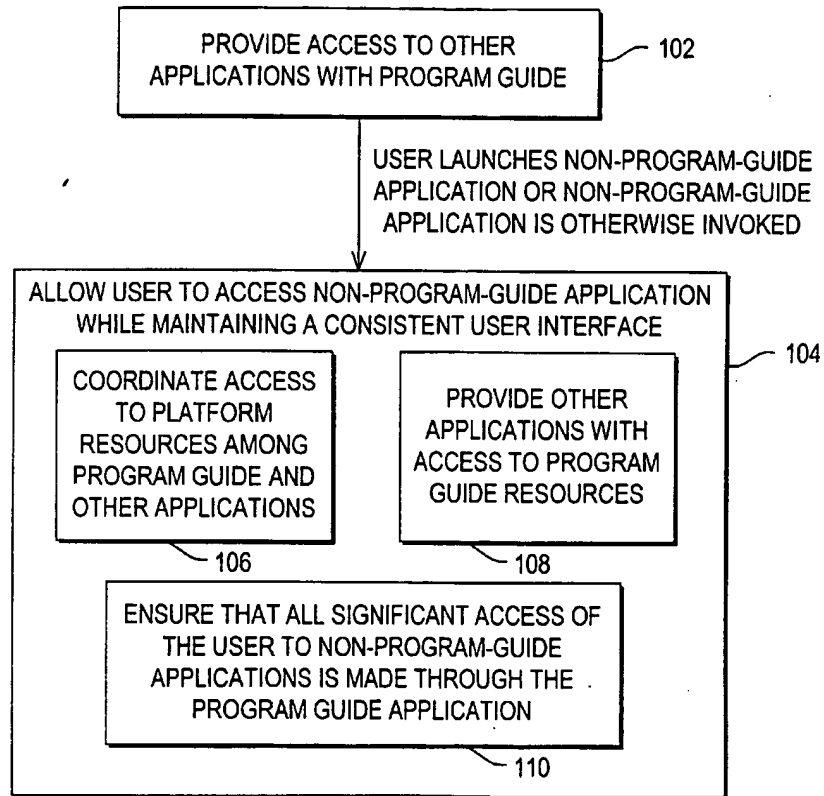 PROVIDE ACCESS TO OTHER
APPLICATIONS WITH PROGRAM GUIDE
102
USER LAUNCHES NON-PROGRAM-GUIDE
APPLICATION OR NON-PROGRAM-GUIDE
APPLICATION IS OTHERWISE INVOKED
ALLOW USER TO ACCESS NON-PROGRAM-GUIDE APPLICATION
WHILE MAINTAINING A CONSISTENT USER INTERFACE
104
COORDINATE ACCESS
TO PLATFORM
RESOURCES AMONG
PROGRAM GUIDE AND
OTHER APPLICATIONS
106
PROVIDE OTHER
APPLICATIONS WITH
ACCESS TO PROGRAM
GUIDE RESOURCES
108
ENSURE THAT ALL SIGNIFICANT ACCESS OF
THE USER TO NON-PROGRAM-GUIDE
APPLICATIONS IS MADE THROUGH THE
PROGRAM GUIDE APPLICATION
110